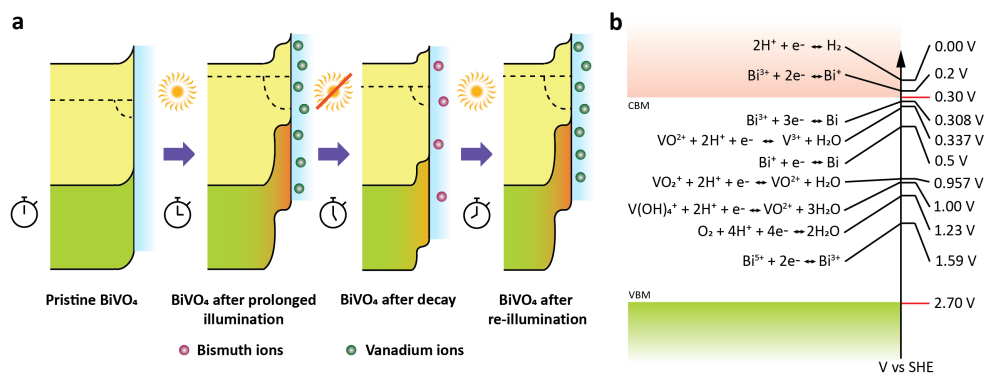 a
Pristine BiVO₄
BiVO₄ after prolonged
illumination
BiVO₄ after decay
BiVO₄ after
re-illumination
Bismuth ions
Vanadium ions
b
2H⁺ + e- ↔ H₂
0.00 V
Bi³⁺ + 2e- ↔ Bi⁺
0.2 V
0.30 V
CBM
Bi³⁺ + 3e- ↔ Bi
0.308 V
VO²⁺ + 2H⁺ + e- ↔ V³⁺ + H₂O
0.337 V
Bi⁺ + e- ↔ Bi
0.5 V
VO₂⁺ + 2H⁺ + e- ↔ VO²⁺ + H₂O
0.957 V
V(OH)₄⁺ + 2H⁺ + e- ↔ VO²⁺ + 3H₂O
1.00 V
O₂ + 4H⁺ + 4e- ↔ 2H₂O
1.23 V
Bi⁵⁺ + 2e- ↔ Bi³⁺
1.59 V
VBM
2.70 V
V vs SHE